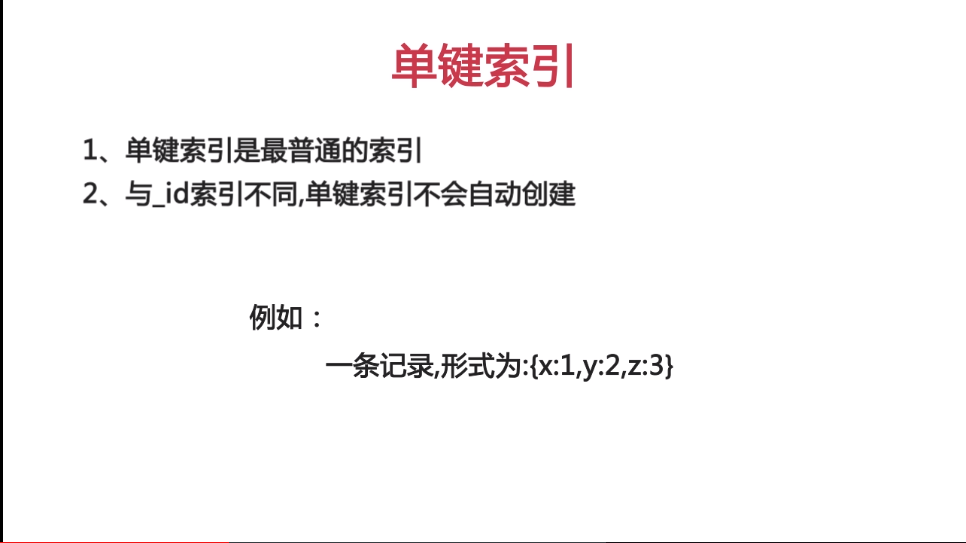 单键索引
1、单键索引是最普通的索引
2、与_id索引不同,单键索引不会自动创建
例如：
一条记录,形式为:{x:1,y:2,z:3}